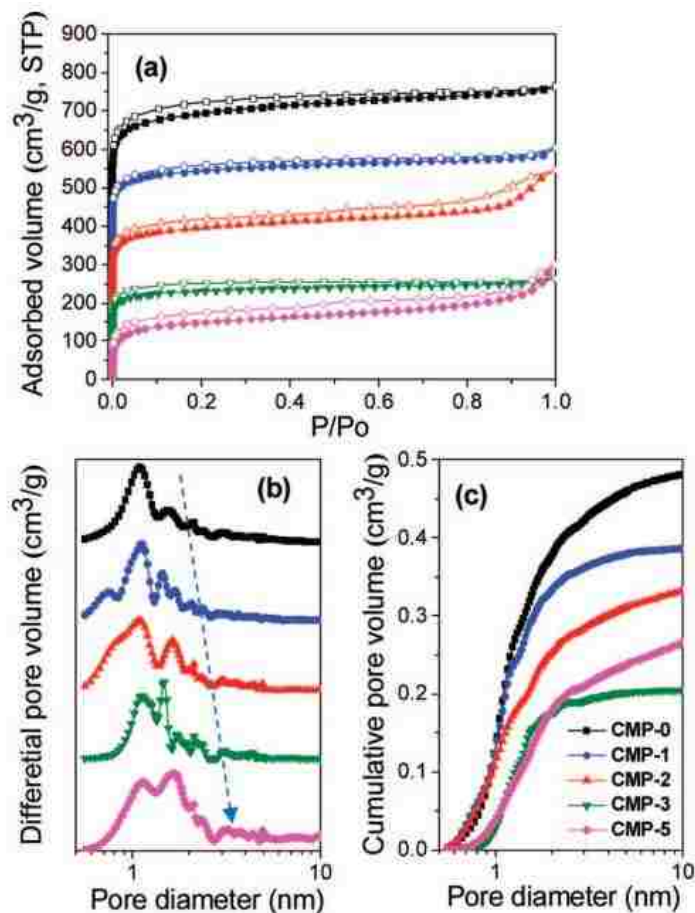 (a)
Adsorbed volume (cm³/g, STP)
900
800
700
600
500
400
300
200
100
0
0.0 0.2 0.4 0.6 0.8 1.0
P/Po
(b)
Differetial pore volume (cm³/g)
1 10
Pore diameter (nm)
(c)
Cumulative pore volume (cm³/g)
0.5
0.4
0.3
0.2
0.1
0.0
CMP-0
CMP-1
CMP-2
CMP-3
CMP-5
1 10
Pore diameter (nm)